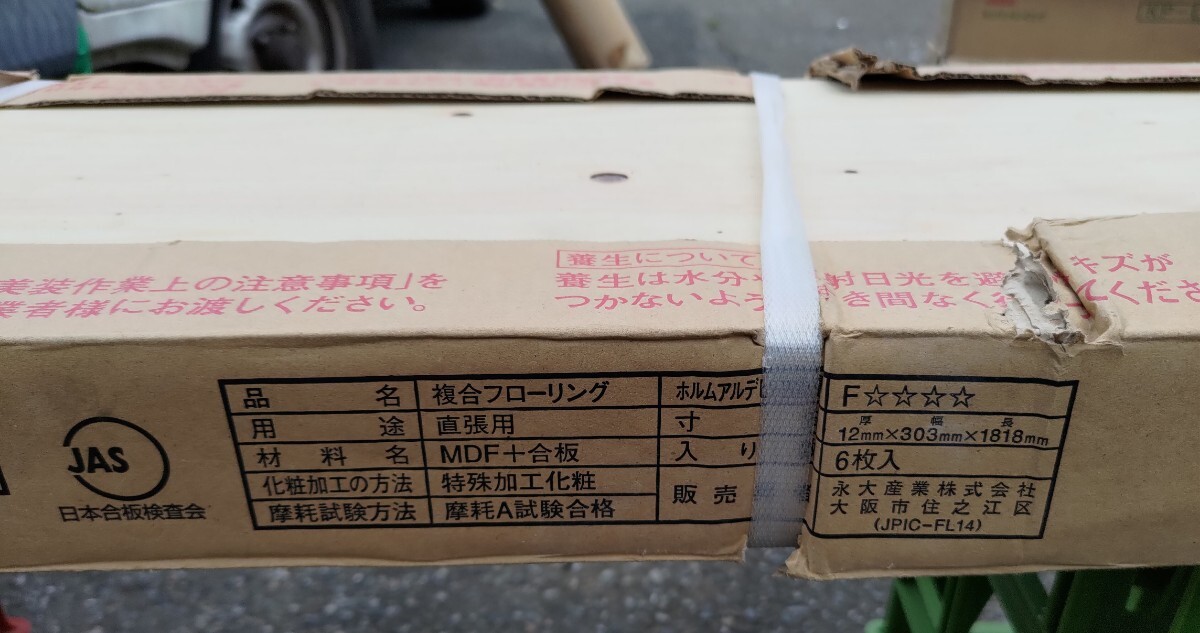 美装作業上の注意事項」を
業者様にお渡しください。
養生について
養生は水分 射日光を避 キズが
つかないよう き間なく てくださ
JAS
日本合板検査会
品名 複合フローリング ホルムアルデ F☆☆☆☆
用途 直張用 寸 厚 幅 長
12mm×303mm×1818mm
材料名 MDF＋合板 入り 6枚入
化粧加工の方法 特殊加工化粧 販売 永大産業株式会社
摩耗試験方法 摩耗A試験合格 大阪市住之江区
(JPIC-FL14)